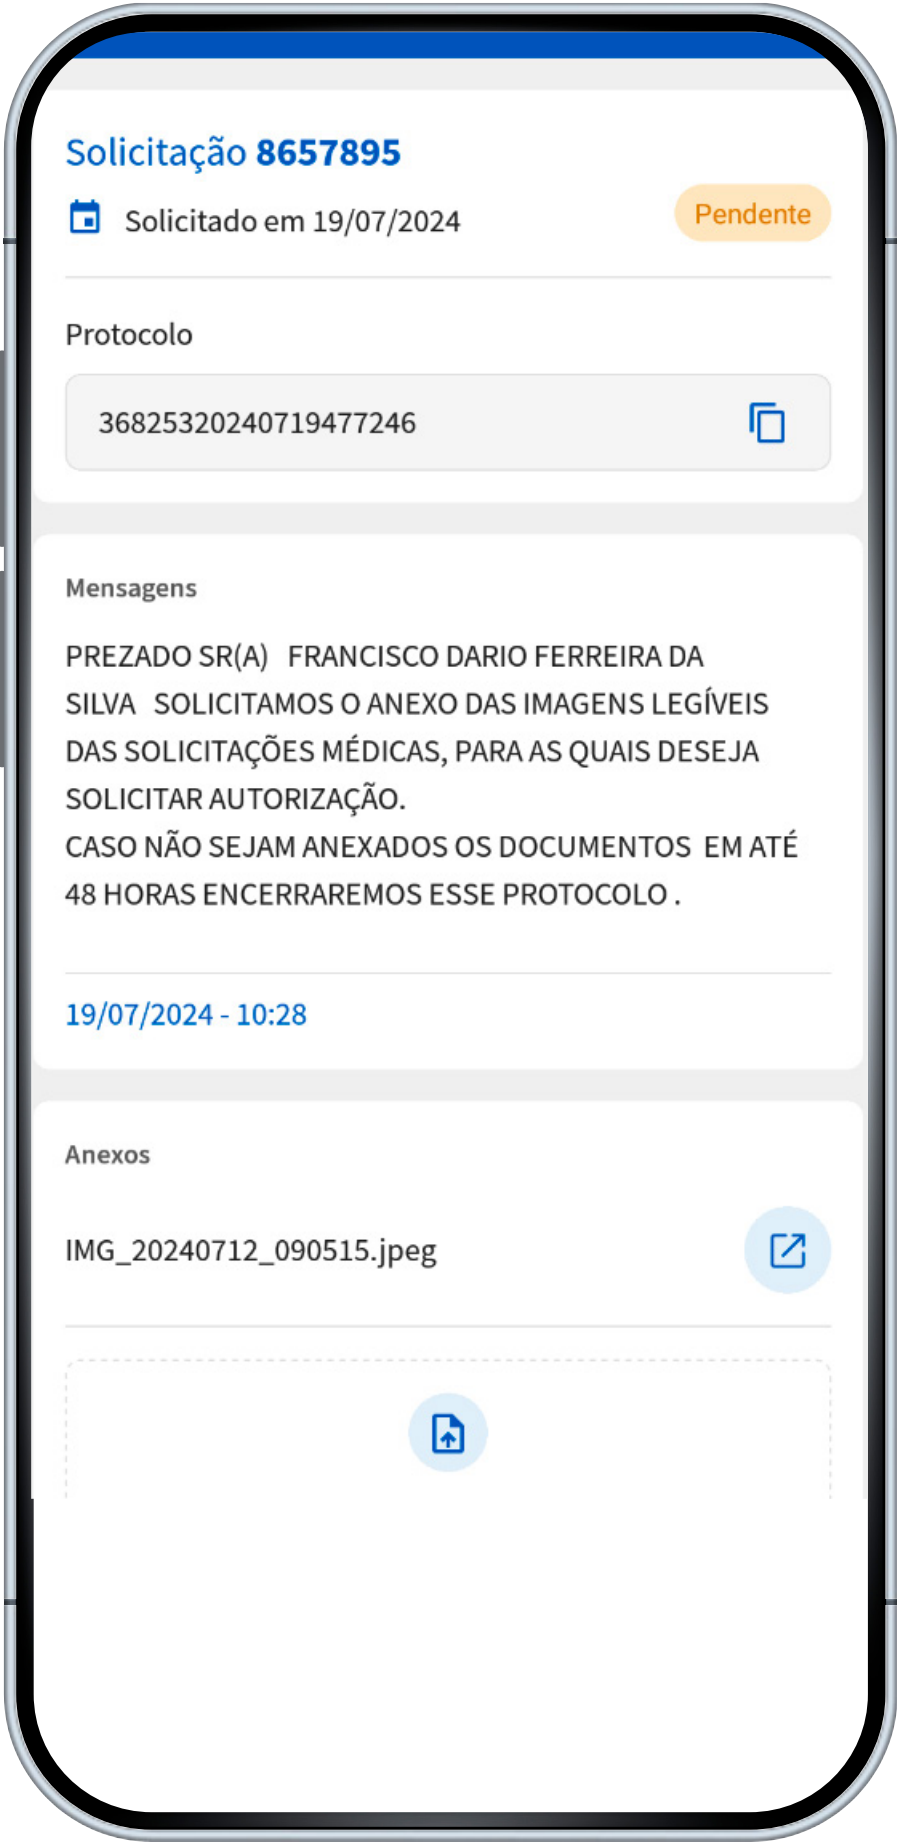 Solicitação 8657895
Solicitado em 19/07/2024
Pendente
Protocolo
36825320240719477246
Mensagens
PREZADO SR(A)   FRANCISCO DARIO FERREIRA DA
SILVA   SOLICITAMOS O ANEXO DAS IMAGENS LEGÍVEIS
DAS SOLICITAÇÕES MÉDICAS, PARA AS QUAIS DESEJA
SOLICITAR AUTORIZAÇÃO.
CASO NÃO SEJAM ANEXADOS OS DOCUMENTOS  EM ATÉ
48 HORAS ENCERRAREMOS ESSE PROTOCOLO .
19/07/2024 - 10:28
Anexos
IMG_20240712_090515.jpeg